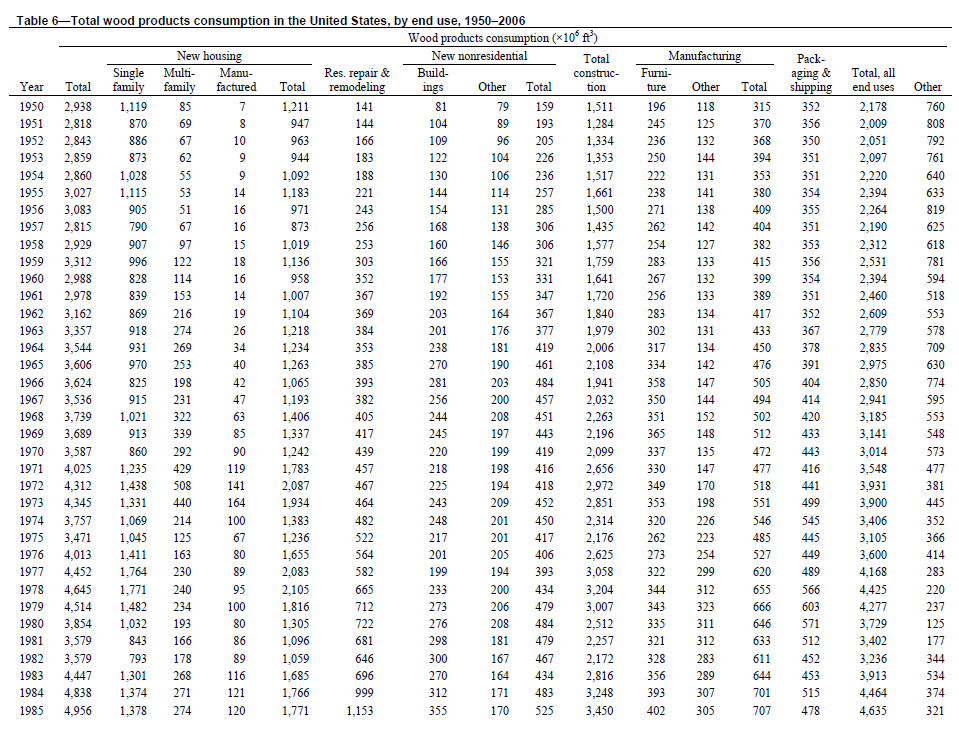 Table 6—Total wood products consumption in the United States, by end use, 1950–2006
Wood products consumption (×10⁶ ft³)
New housing New nonresidential Total Manufacturing Pack-
Single Multi- Manu- Res. repair & Build- construc- Furni- aging & Total, all
Year Total family family factured Total remodeling ings Other Total tion ture Other Total shipping end uses Other
1950 2,938 1,119 85 7 1,211 141 81 79 159 1,511 196 118 315 352 2,178 760
1951 2,818 870 69 8 947 144 104 89 193 1,284 245 125 370 356 2,009 808
1952 2,843 886 67 10 963 166 109 96 205 1,334 236 132 368 350 2,051 792
1953 2,859 873 62 9 944 183 122 104 226 1,353 250 144 394 351 2,097 761
1954 2,860 1,028 55 9 1,092 188 130 106 236 1,517 222 131 353 351 2,220 640
1955 3,027 1,115 53 14 1,183 221 144 114 257 1,661 238 141 380 354 2,394 633
1956 3,083 905 51 16 971 243 154 131 285 1,500 271 138 409 355 2,264 819
1957 2,815 790 67 16 873 256 168 138 306 1,435 262 142 404 351 2,190 625
1958 2,929 907 97 15 1,019 253 160 146 306 1,577 254 127 382 353 2,312 618
1959 3,312 996 122 18 1,136 303 166 155 321 1,759 283 133 415 356 2,531 781
1960 2,988 828 114 16 958 352 177 153 331 1,641 267 132 399 354 2,394 594
1961 2,978 839 153 14 1,007 367 192 155 347 1,720 256 133 389 351 2,460 518
1962 3,162 869 216 19 1,104 369 203 164 367 1,840 283 134 417 352 2,609 553
1963 3,357 918 274 26 1,218 384 201 176 377 1,979 302 131 433 367 2,779 578
1964 3,544 931 269 34 1,234 353 238 181 419 2,006 317 134 450 378 2,835 709
1965 3,606 970 253 40 1,263 385 270 190 461 2,108 334 142 476 391 2,975 630
1966 3,624 825 198 42 1,065 393 281 203 484 1,941 358 147 505 404 2,850 774
1967 3,536 915 231 47 1,193 382 256 200 457 2,032 350 144 494 414 2,941 595
1968 3,739 1,021 322 63 1,406 405 244 208 451 2,263 351 152 502 420 3,185 553
1969 3,689 913 339 85 1,337 417 245 197 443 2,196 365 148 512 433 3,141 548
1970 3,587 860 292 90 1,242 439 220 199 419 2,099 337 135 472 443 3,014 573
1971 4,025 1,235 429 119 1,783 457 218 198 416 2,656 330 147 477 416 3,548 477
1972 4,312 1,438 508 141 2,087 467 225 194 418 2,972 349 170 518 441 3,931 381
1973 4,345 1,331 440 164 1,934 464 243 209 452 2,851 353 198 551 499 3,900 445
1974 3,757 1,069 214 100 1,383 482 248 201 450 2,314 320 226 546 545 3,406 352
1975 3,471 1,045 125 67 1,236 522 217 201 417 2,176 262 223 485 445 3,105 366
1976 4,013 1,411 163 80 1,655 564 201 205 406 2,625 273 254 527 449 3,600 414
1977 4,452 1,764 230 89 2,083 582 199 194 393 3,058 322 299 620 489 4,168 283
1978 4,645 1,771 240 95 2,105 665 233 200 434 3,204 344 312 655 566 4,425 220
1979 4,514 1,482 234 100 1,816 712 273 206 479 3,007 343 323 666 603 4,277 237
1980 3,854 1,032 193 80 1,305 722 276 208 484 2,512 335 311 646 571 3,729 125
1981 3,579 843 166 86 1,096 681 298 181 479 2,257 321 312 633 512 3,402 177
1982 3,579 793 178 89 1,059 646 300 167 467 2,172 328 283 611 452 3,236 344
1983 4,447 1,301 268 116 1,685 696 270 164 434 2,816 356 289 644 453 3,913 534
1984 4,838 1,374 271 121 1,766 999 312 171 483 3,248 393 307 701 515 4,464 374
1985 4,956 1,378 274 120 1,771 1,153 355 170 525 3,450 402 305 707 478 4,635 321